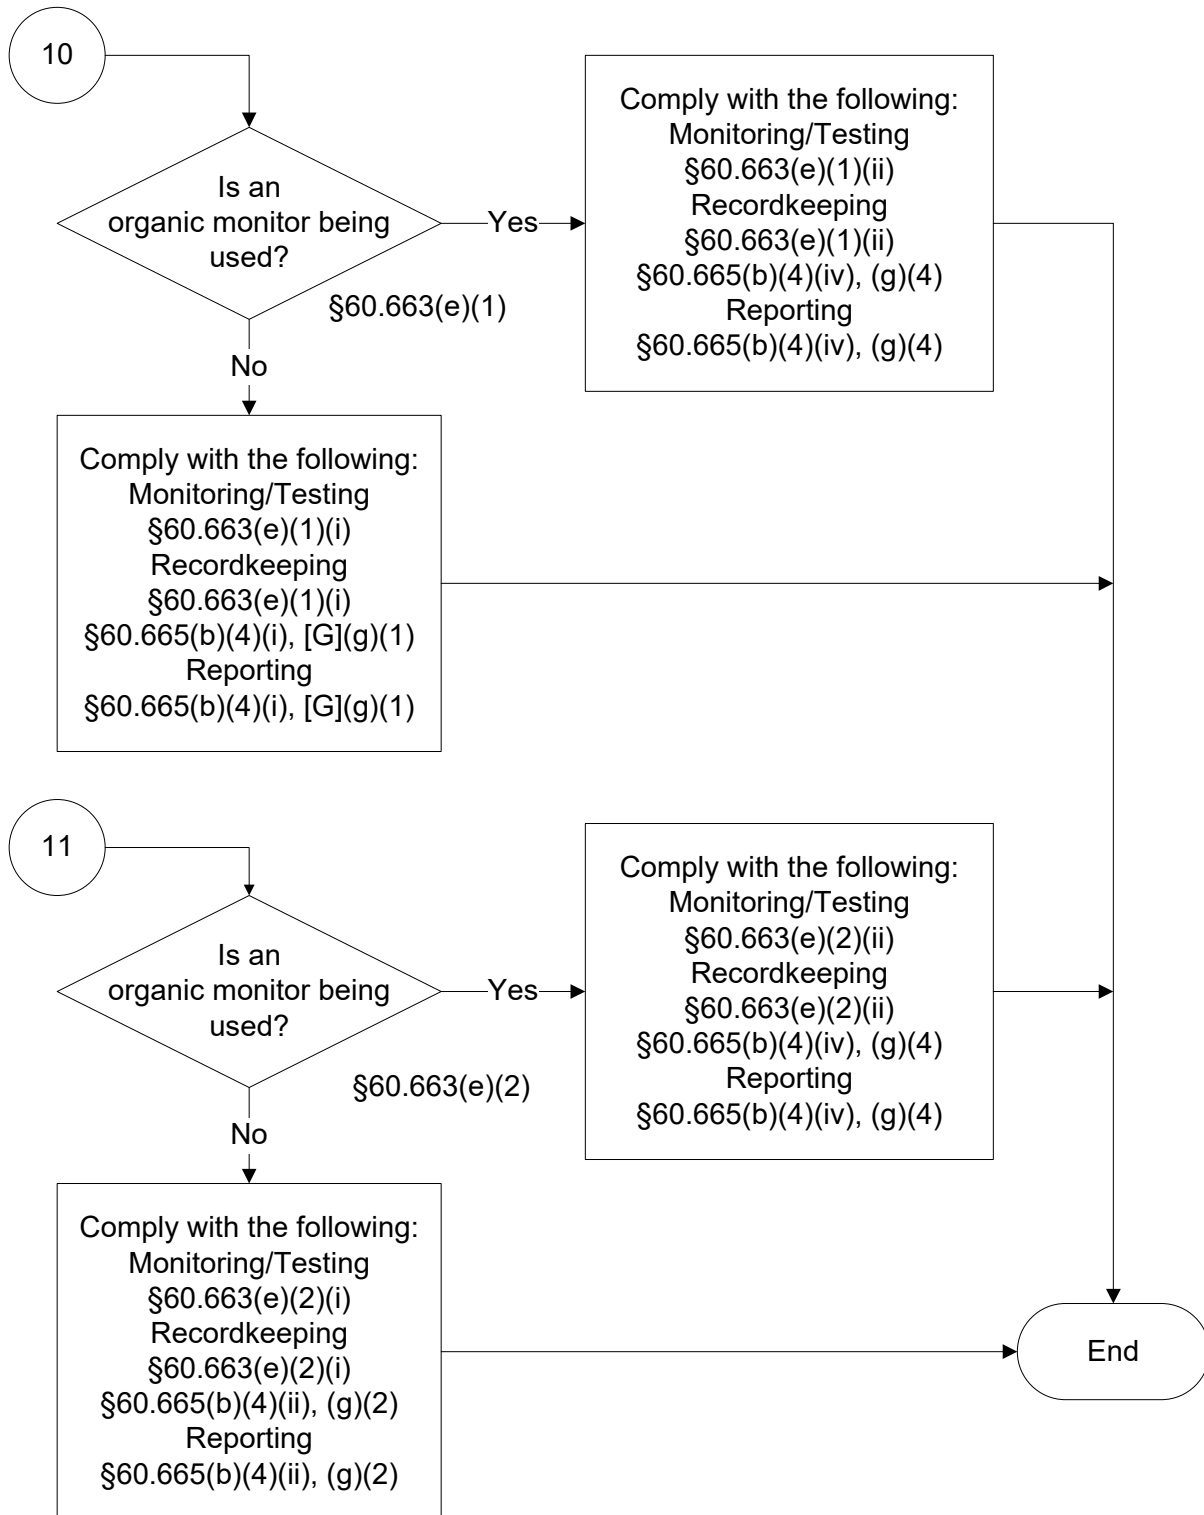 10
Is an
organic monitor being
used?
Yes
§60.663(e)(1)
No
Comply with the following:
Monitoring/Testing
§60.663(e)(1)(ii)
Recordkeeping
§60.663(e)(1)(ii)
§60.665(b)(4)(iv), (g)(4)
Reporting
§60.665(b)(4)(iv), (g)(4)
Comply with the following:
Monitoring/Testing
§60.663(e)(1)(i)
Recordkeeping
§60.663(e)(1)(i)
§60.665(b)(4)(i), [G](g)(1)
Reporting
§60.665(b)(4)(i), [G](g)(1)
11
Is an
organic monitor being
used?
Yes
§60.663(e)(2)
No
Comply with the following:
Monitoring/Testing
§60.663(e)(2)(ii)
Recordkeeping
§60.663(e)(2)(ii)
§60.665(b)(4)(iv), (g)(4)
Reporting
§60.665(b)(4)(iv), (g)(4)
Comply with the following:
Monitoring/Testing
§60.663(e)(2)(i)
Recordkeeping
§60.663(e)(2)(i)
§60.665(b)(4)(ii), (g)(2)
Reporting
§60.665(b)(4)(ii), (g)(2)
End